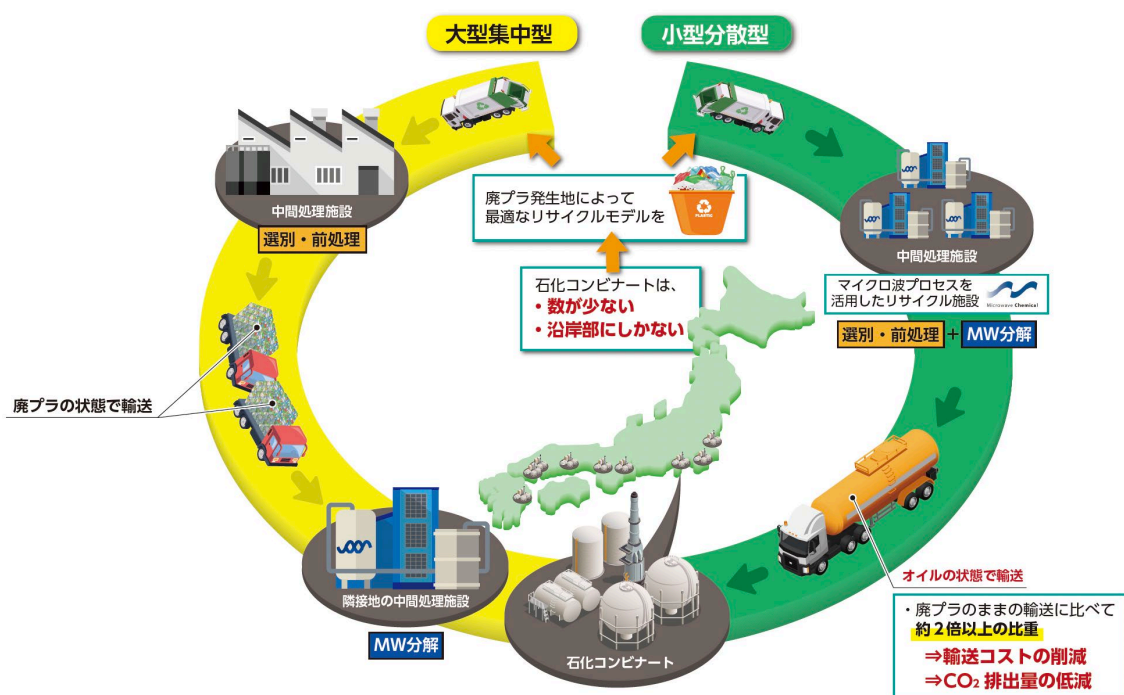 大型集中型
小型分散型
中間処理施設
選別・前処理
廃プラ発生地によって
最適なリサイクルモデルを
PLASTIC
中間処理施設
マイクロ波プロセスを
活用したリサイクル施設
Microwave Chemical
選別・前処理+MW分解
石化コンビナートは、
・数が少ない
・沿岸部にしかない
廃プラの状態で輸送
隣接地の中間処理施設
MW分解
石化コンビナート
オイルの状態で輸送
・廃プラのままの輸送に比べて
約2倍以上の比重
⇒輸送コストの削減
⇒CO₂排出量の低減